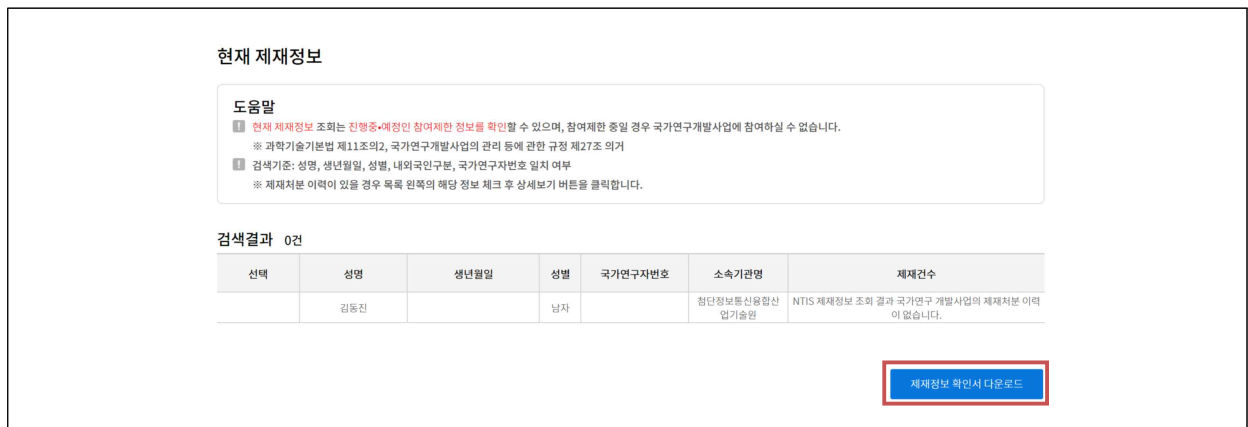 현재 제재정보
도움말
! 현재 제재정보 조회는 진행중•예정인 참여제한 정보를 확인할 수 있으며, 참여제한 중일 경우 국가연구개발사업에 참여하실 수 없습니다.
※ 과학기술기본법 제11조의2, 국가연구개발사업의 관리 등에 관한 규정 제27조 의거
! 검색기준: 성명, 생년월일, 성별, 내외국인구분, 국가연구자번호 일치 여부
※ 제재처분 이력이 있을 경우 목록 왼쪽의 해당 정보 체크 후 상세보기 버튼을 클릭합니다.
검색결과 0건
선택 성명 생년월일 성별 국가연구자번호 소속기관명 제재건수
김동진 남자 첨단정보통신융합산업기술원 NTIS 제재정보 조회 결과 국가연구 개발사업의 제재처분 이력이 없습니다.
제재정보 확인서 다운로드